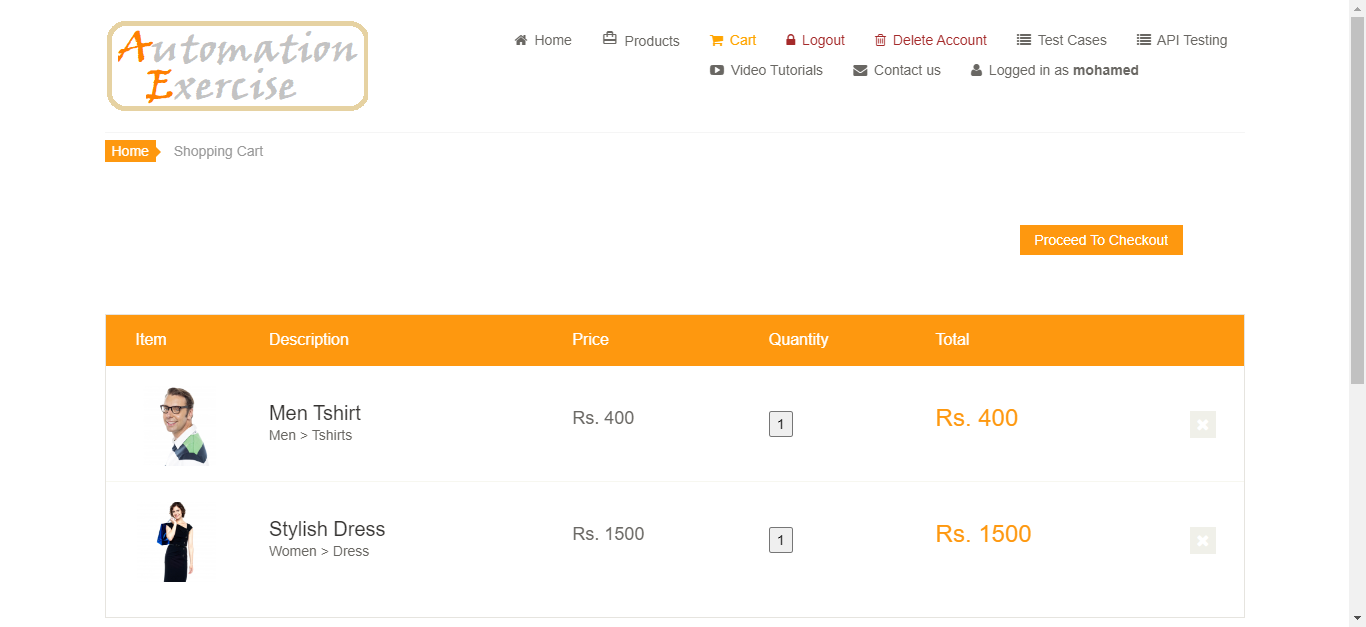 Automation
Exercise
Home Products Cart Logout Delete Account Test Cases API Testing
Video Tutorials Contact us Logged in as mohamed
Home Shopping Cart
Proceed To Checkout
Item Description Price Quantity Total
Men Tshirt Rs. 400 1 Rs. 400
Men > Tshirts
Stylish Dress Rs. 1500 1 Rs. 1500
Women > Dress